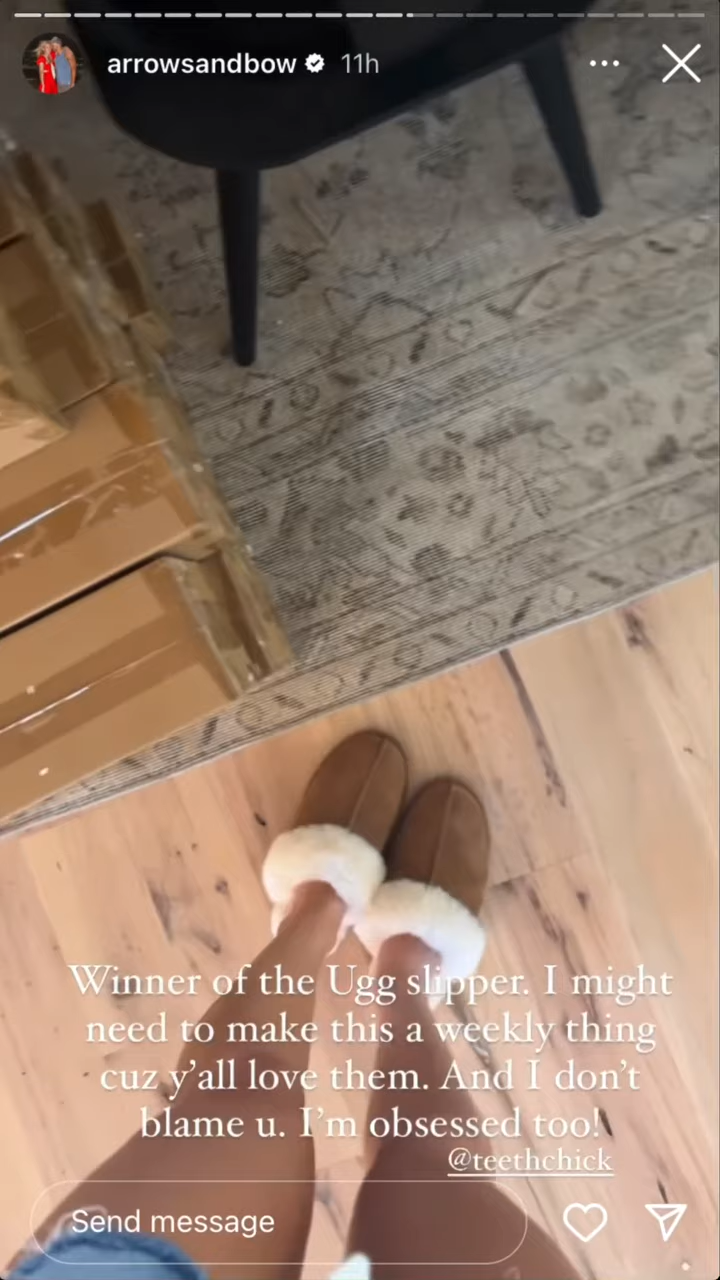 arrowsandbow 11h
Winner of the Ugg slipper. I might
need to make this a weekly thing
cuz y'all love them. And I don't
blame u. I'm obsessed too!
@teethchick
Send message